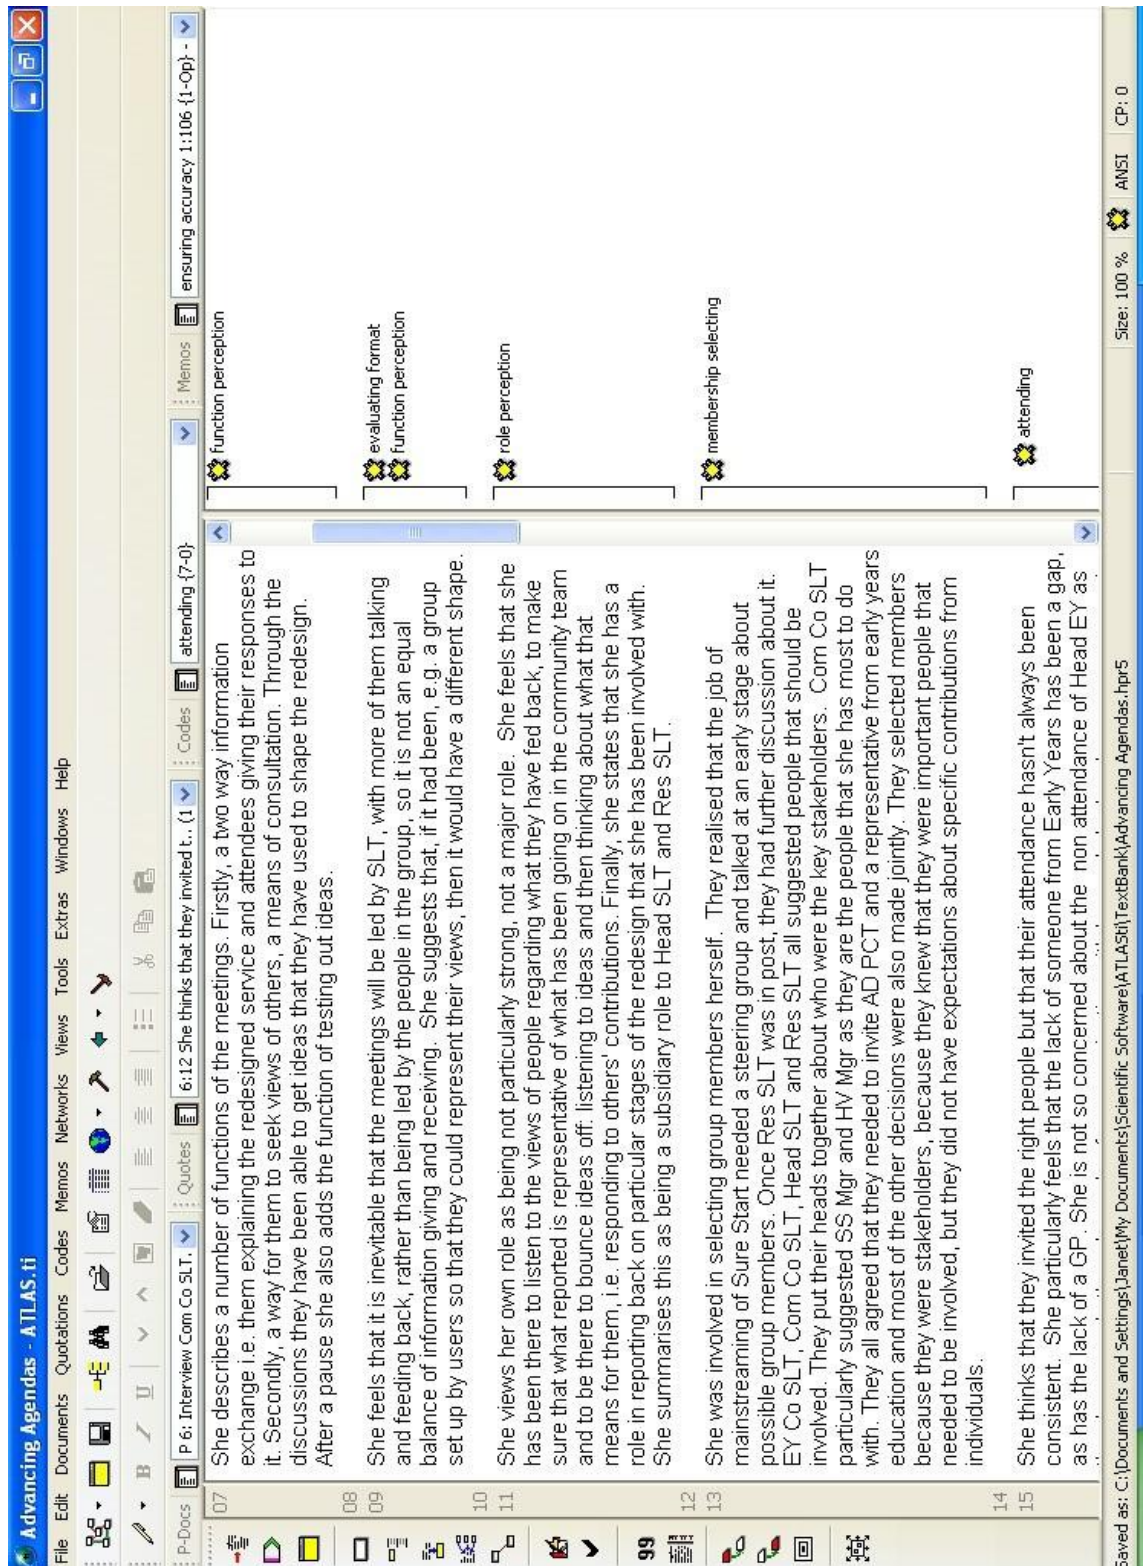 Advancing Agendas - ATLAS.ti
File Edit Documents Quotations Codes Memos Networks Views Tools Extras Windows Help
B I U
P-Docs P 6: Interview Com Co SLT. Quotes 6:12 She thinks that they invited t.. (1 Codes attending {7-0} Memos ensuring accuracy 1:106 {1-Op} -
07 She describes a number of functions of the meetings. Firstly, a two way information
exchange i.e. them explaining the redesigned service and attendees giving their responses to
it. Secondly, a way for them to seek views of others, a means of consultation. Through the
discussions they have been able to get ideas that they have used to shape the redesign.
After a pause she also adds the function of testing out ideas.
function perception
08
09 She feels that it is inevitable that the meetings will be led by SLT, with more of them talking
and feeding back, rather than being led by the people in the group, so it is not an equal
balance of information giving and receiving. She suggests that, if it had been, e.g. a group
set up by users so that they could represent their views, then it would have a different shape.
evaluating format
function perception
10
11 She views her own role as being not particularly strong, not a major role. She feels that she
has been there to listen to the views of people regarding what they have fed back, to make
sure that what reported is representative of what has been going on in the community team
and to be there to bounce ideas off: listening to ideas and then thinking about what that
means for them, i.e. responding to others' contributions. Finally, she states that she has a
role in reporting back on particular stages of the redesign that she has been involved with.
She summarises this as being a subsidiary role to Head SLT and Res SLT.
role perception
12
13 She was involved in selecting group members herself. They realised that the job of
mainstreaming of Sure Start needed a steering group and talked at an early stage about
possible group members. Once Res SLT was in post, they had further discussion about it.
EY Co SLT, Com Co SLT, Head SLT and Res SLT all suggested people that should be
involved. They put their heads together about who were the key stakeholders. Com Co SLT
particularly suggested SS Mgr and HV Mgr as they are the people that she has most to do
with. They all agreed that they needed to invite AD PCT and a representative from early years
education and most of the other decisions were also made jointly. They selected members
because they were stakeholders, because they knew that they were important people that
needed to be involved, but they did not have expectations about specific contributions from
individuals.
membership selecting
14
15 She thinks that they invited the right people but that their attendance hasn't always been
consistent. She particularly feels that the lack of someone from Early Years has been a gap,
as has the lack of a GP. She is not so concerned about the non attendance of Head EY as
attending
Saved as: C:\Documents and Settings\Janet\My Documents\Scientific Software\ATLASti\TextBank\Advancing Agendas.hpr5 Size: 100 % ANSI CP: 0